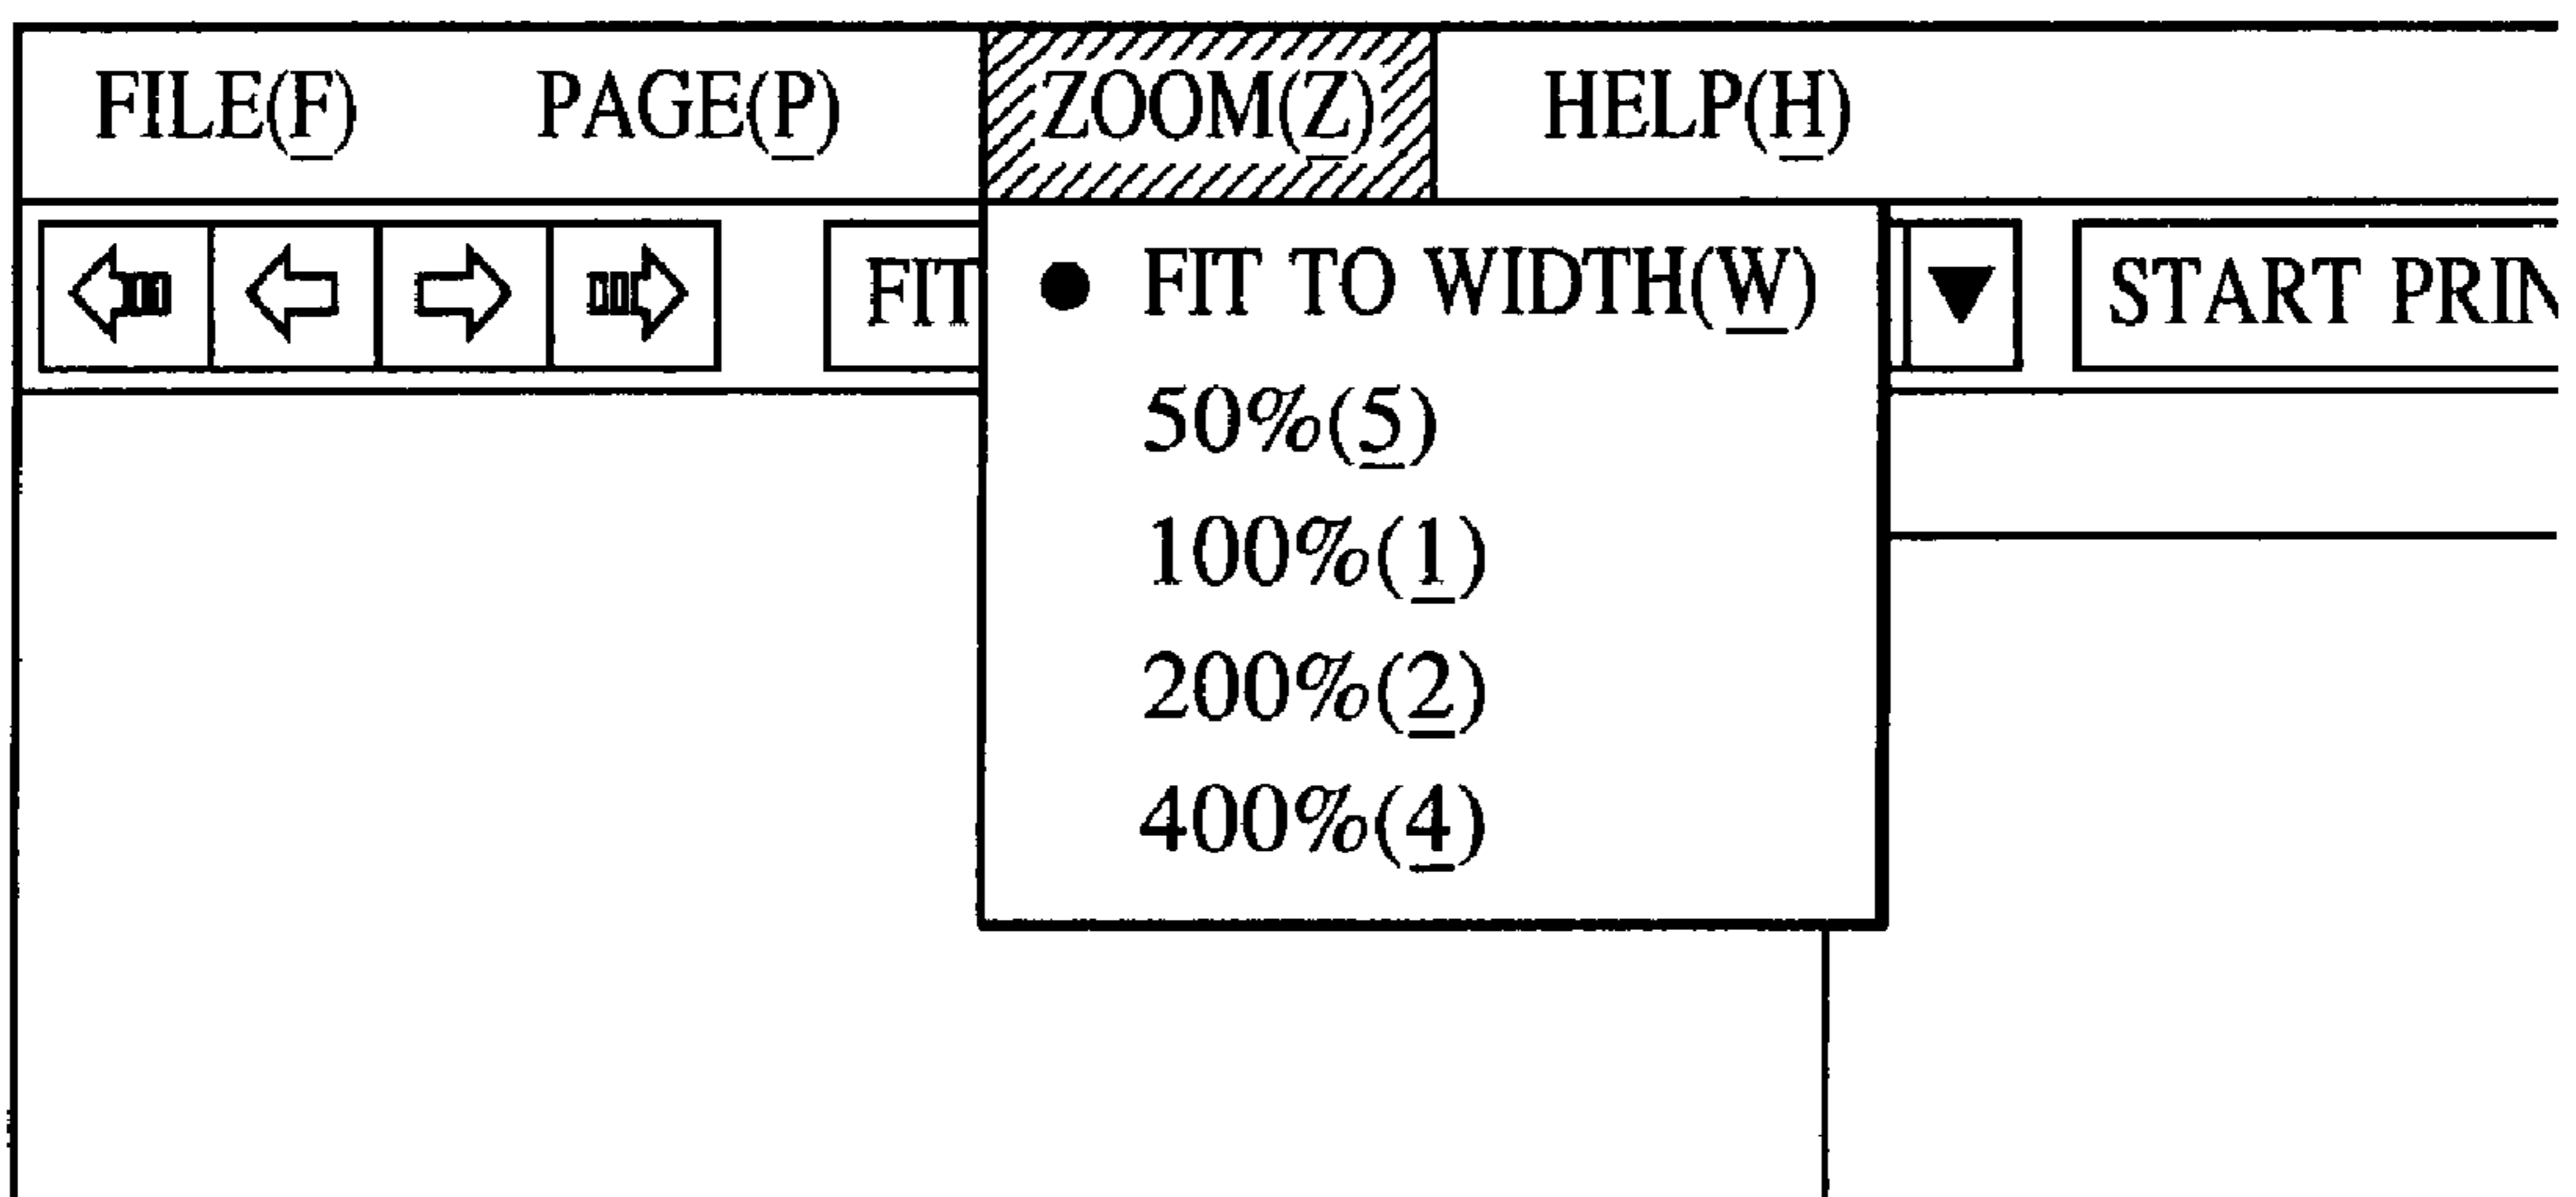 FILE(F) PAGE(P) ZOOM(Z) HELP(H)
FIT START PRIN
FIT TO WIDTH(W)
50%(5)
100%(1)
200%(2)
400%(4)